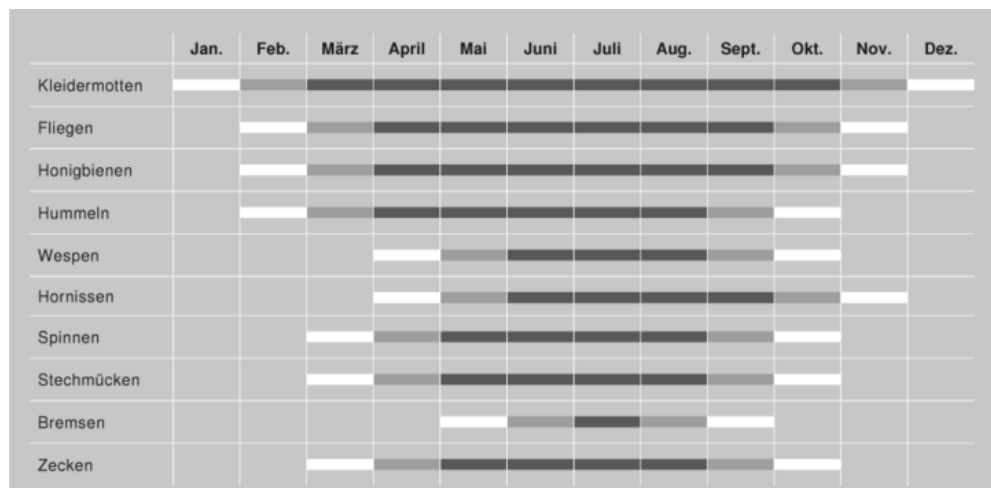 Jan. Feb. März April Mai Juni Juli Aug. Sept. Okt. Nov. Dez.
Kleidermotten
Fliegen
Honigbienen
Hummeln
Wespen
Hornissen
Spinnen
Stechmücken
Bremsen
Zecken